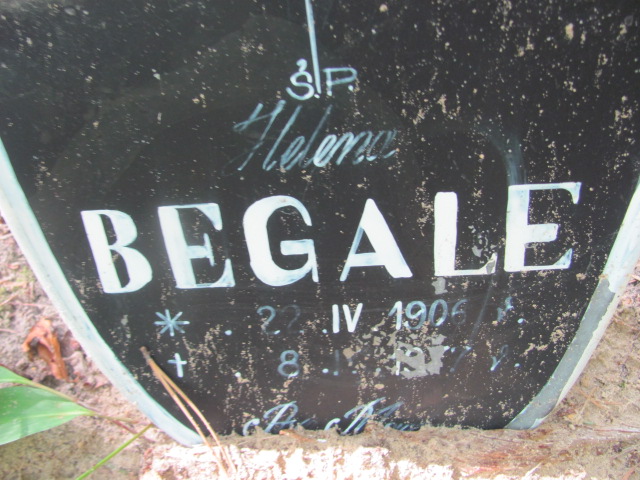 Ś.P.
Helena
BEGALE
* . 22 IV 1906 r.
+ 8